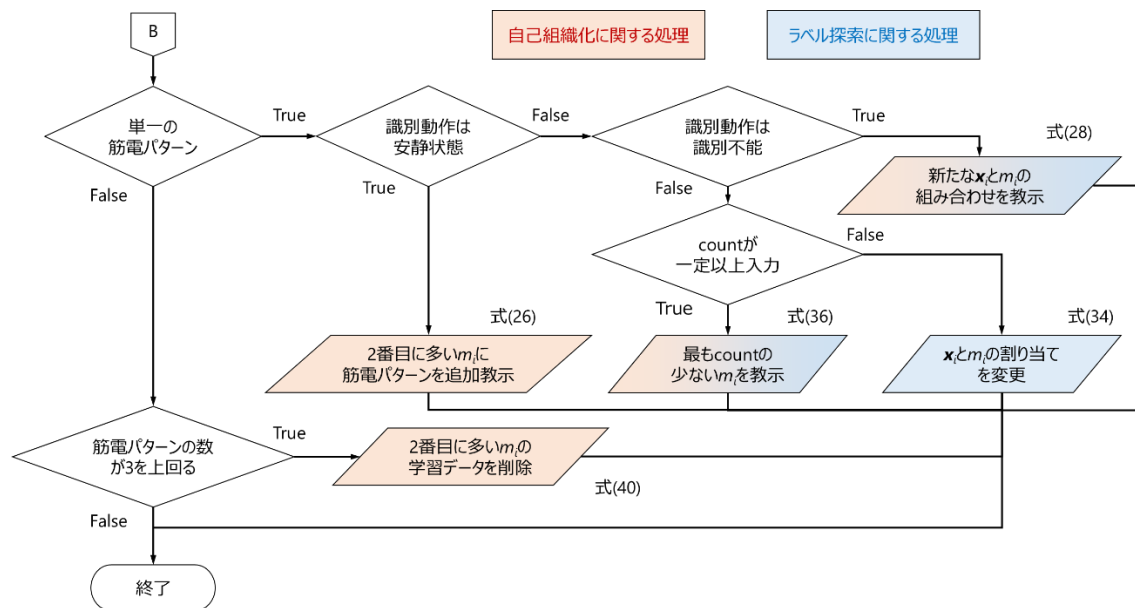 B
自己組織化に関する処理
ラベル探索に関する処理
単一の
筋電パターン
True
False
識別動作は
安静状態
False
True
識別動作は
識別不能
True
False
式(28)
新たなxiとmiの
組み合わせを教示
countが
一定以上入力
False
True
式(26)
2番目に多いmiに
筋電パターンを追加教示
式(36)
最もcountの
少ないmiを教示
式(34)
xiとmiの割り当て
を変更
筋電パターンの数
が3を上回る
True
False
2番目に多いmiの
学習データを削除
式(40)
終了